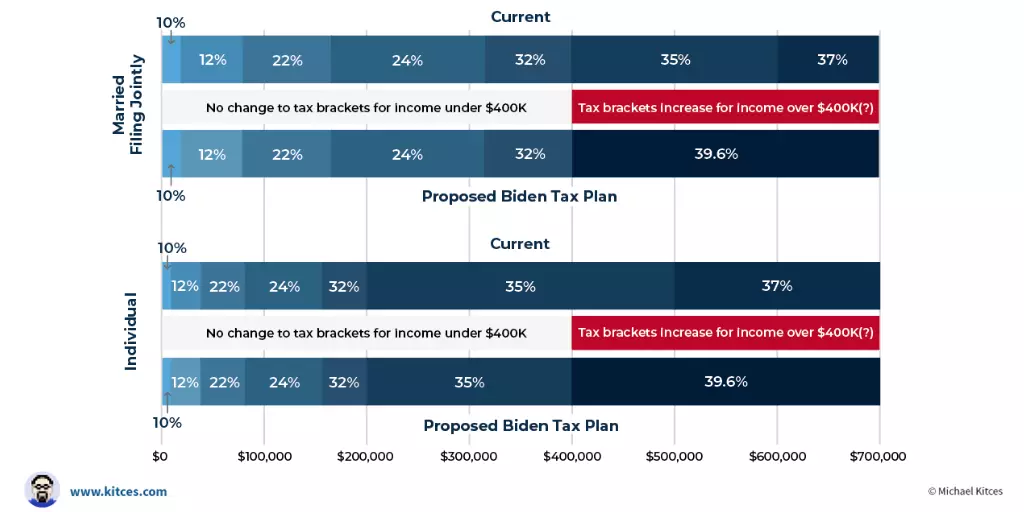 Current
10%
12% 22% 24% 32% 35% 37%
Married
Filing Jointly
No change to tax brackets for income under $400K
Tax brackets increase for income over $400K(?)
12% 22% 24% 32% 39.6%
10%
Proposed Biden Tax Plan
Current
10%
12% 22% 24% 32% 35% 37%
Individual
No change to tax brackets for income under $400K
Tax brackets increase for income over $400K(?)
12% 22% 24% 32% 35% 39.6%
10%
Proposed Biden Tax Plan
$0 $100,000 $200,000 $300,000 $400,000 $500,000 $600,000 $700,000
www.kitces.com
© Michael Kitces